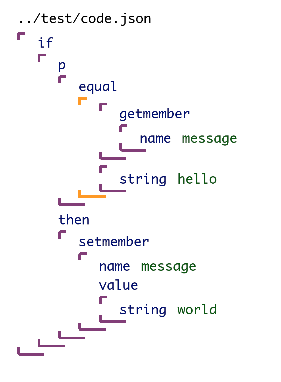 ../test/code.json
if
p
equal
getmember
name message
string hello
then
setmember
name message
value
string world